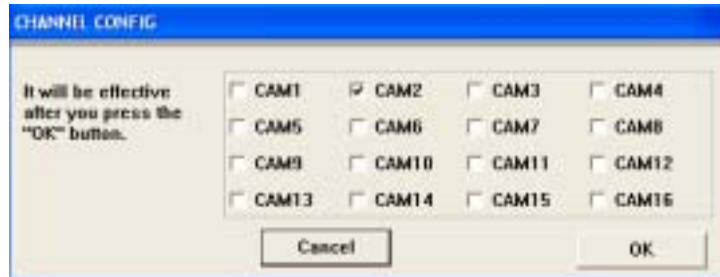 CHANNEL CONFIG
It will be effective
after you press the
"OK" button.
CAM1 CAM2 CAM3 CAM4
CAM5 CAM6 CAM7 CAM8
CAM9 CAM10 CAM11 CAM12
CAM13 CAM14 CAM15 CAM16
Cancel OK